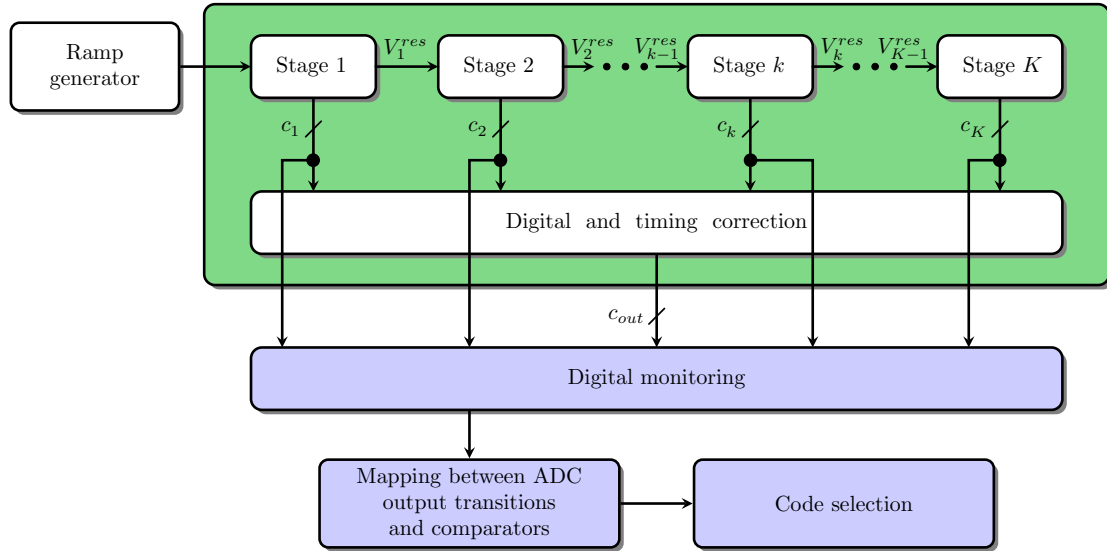 Ramp
generator
Stage 1
V_1^{res}
Stage 2
V_2^{res}
V_{k-1}^{res}
Stage k
V_k^{res}
V_{K-1}^{res}
Stage K
c_1
c_2
c_k
c_K
Digital and timing correction
c_{out}
Digital monitoring
Mapping between ADC
output transitions
and comparators
Code selection